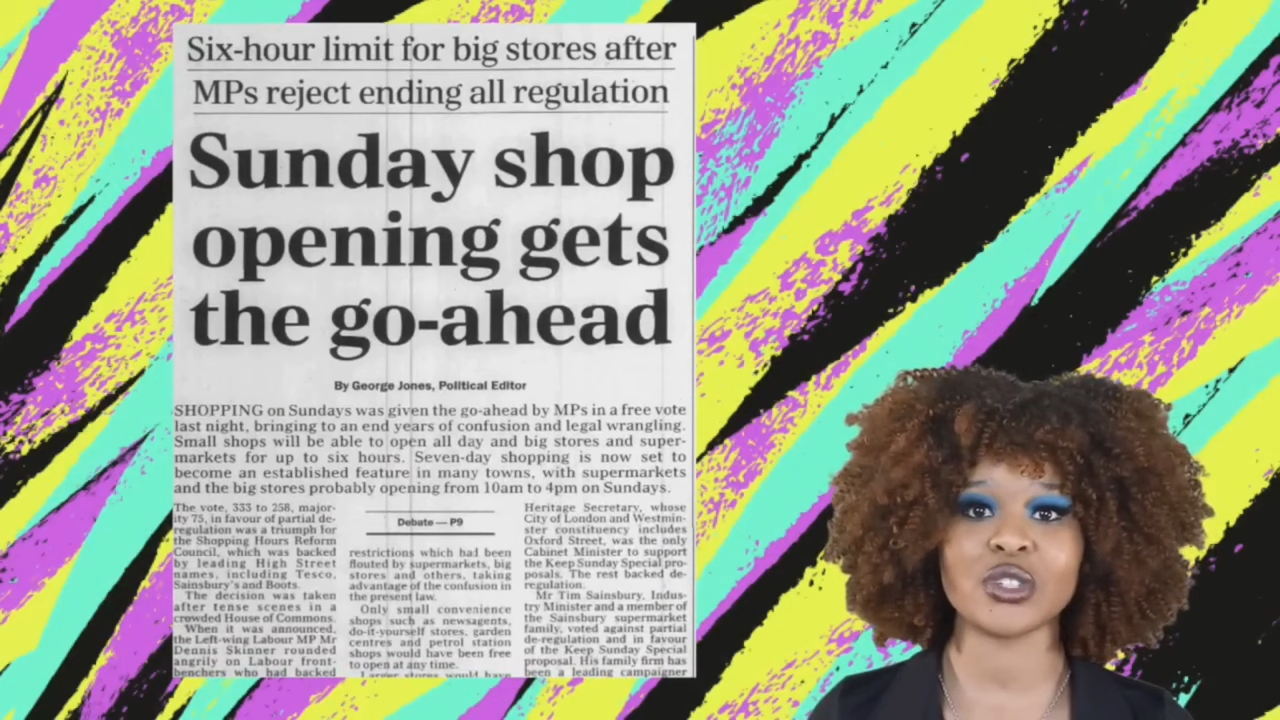 Six-hour limit for big stores after
MPs reject ending all regulation
Sunday shop
opening gets
the go-ahead
By George Jones, Political Editor
SHOPPING on Sundays was given the go-ahead by MPs in a free vote
last night, bringing to an end years of confusion and legal wrangling.
Small shops will be able to open all day and big stores and super-
markets for up to six hours. Seven-day shopping is now set to
become an established feature in many towns, with supermarkets
and the big stores probably opening from 10am to 4pm on Sundays.
The vote, 333 to 258, major-
ity 75, in favour of partial de-
regulation was a triumph for
the Shopping Hours Reform
Council, which was backed
by leading High Street
names, including Tesco,
Sainsbury's ad Boots.
The decision was taken
after tense scenes in a
crowded House of Commons.
When it was announced,
the Left-wing Labour MP Mr
Dennis Skinner rounded
angrily on Labour front-
benchers who had backed
Debate — P9
restrictions which had been
flouted by supermarkets, big
stores and others, taking
advantage of the confusion in
the present law.
Only small convenience
shops such as newsagents,
do-it-yourself stores, garden
centres and petrol station
shops would have been free
to open at any time.
Larger stores would have
Heritage Secretary, whose
City of London and Westmin-
ster constituency includes
Oxford Street, was the only
Cabinet Minister to support
the Keep Sunday Special pro-
posals. The rest backed de-
regulation.
Mr Tim Sainsbury, Indus-
try Minister and a member of
the Sainsbury supermarket
family, voted against partial
de-regulation and in favour
of the Keep Sunday Special
proposal. His family firm has
been a leading campaigner